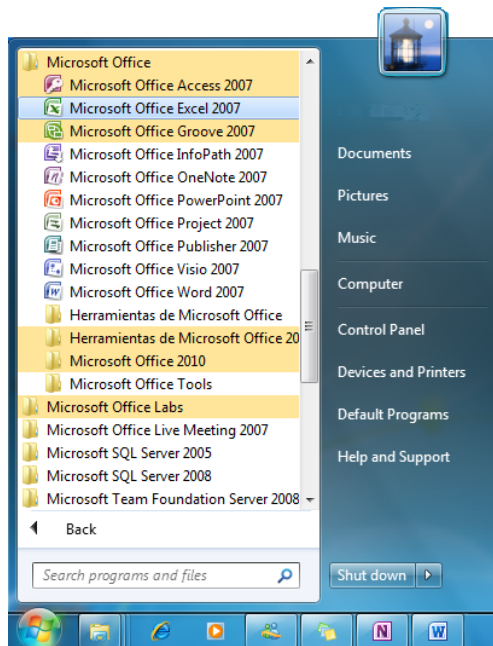 Microsoft Office
Microsoft Office Access 2007
Microsoft Office Excel 2007
Microsoft Office Groove 2007
Microsoft Office InfoPath 2007
Microsoft Office OneNote 2007
Microsoft Office PowerPoint 2007
Microsoft Office Project 2007
Microsoft Office Publisher 2007
Microsoft Office Visio 2007
Microsoft Office Word 2007
Herramientas de Microsoft Office
Herramientas de Microsoft Office 20
Microsoft Office 2010
Microsoft Office Tools
Microsoft Office Labs
Microsoft Office Live Meeting 2007
Microsoft SQL Server 2005
Microsoft SQL Server 2008
Microsoft Team Foundation Server 2008
Back
Search programs and files
Documents
Pictures
Music
Computer
Control Panel
Devices and Printers
Default Programs
Help and Support
Shut down